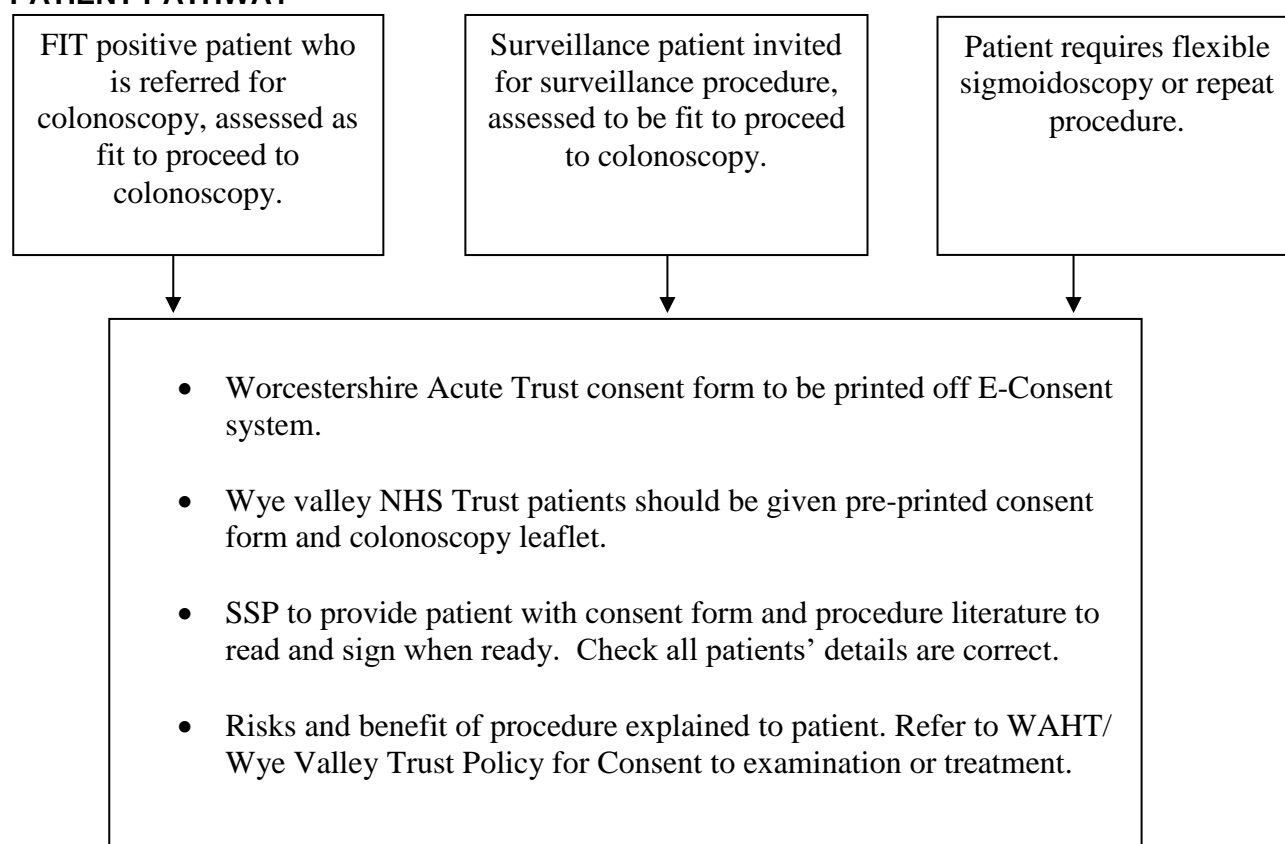 PATIENT PATHWAY
FIT positive patient who
is referred for
colonoscopy, assessed as
fit to proceed to
colonoscopy.
Surveillance patient invited
for surveillance procedure,
assessed to be fit to proceed
to colonoscopy.
Patient requires flexible
sigmoidoscopy or repeat
procedure.
• Worcestershire Acute Trust consent form to be printed off E-Consent
system.
• Wye valley NHS Trust patients should be given pre-printed consent
form and colonoscopy leaflet.
• SSP to provide patient with consent form and procedure literature to
read and sign when ready.  Check all patients’ details are correct.
• Risks and benefit of procedure explained to patient. Refer to WAHT/
Wye Valley Trust Policy for Consent to examination or treatment.